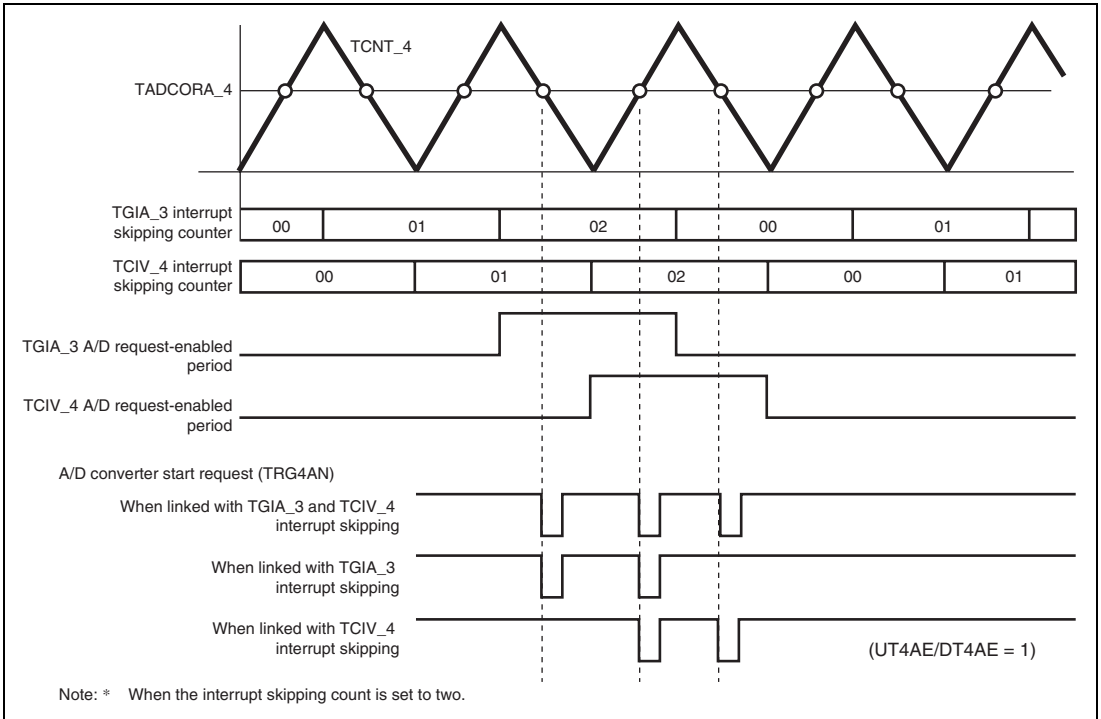 TCNT_4
TADCORA_4
TGIA_3 interrupt
skipping counter
00 01 02 00 01
TCIV_4 interrupt
skipping counter
00 01 02 00 01
TGIA_3 A/D request-enabled
period
TCIV_4 A/D request-enabled
period
A/D converter start request (TRG4AN)
When linked with TGIA_3 and TCIV_4
interrupt skipping
When linked with TGIA_3
interrupt skipping
When linked with TCIV_4
interrupt skipping
(UT4AE/DT4AE = 1)
Note: * When the interrupt skipping count is set to two.